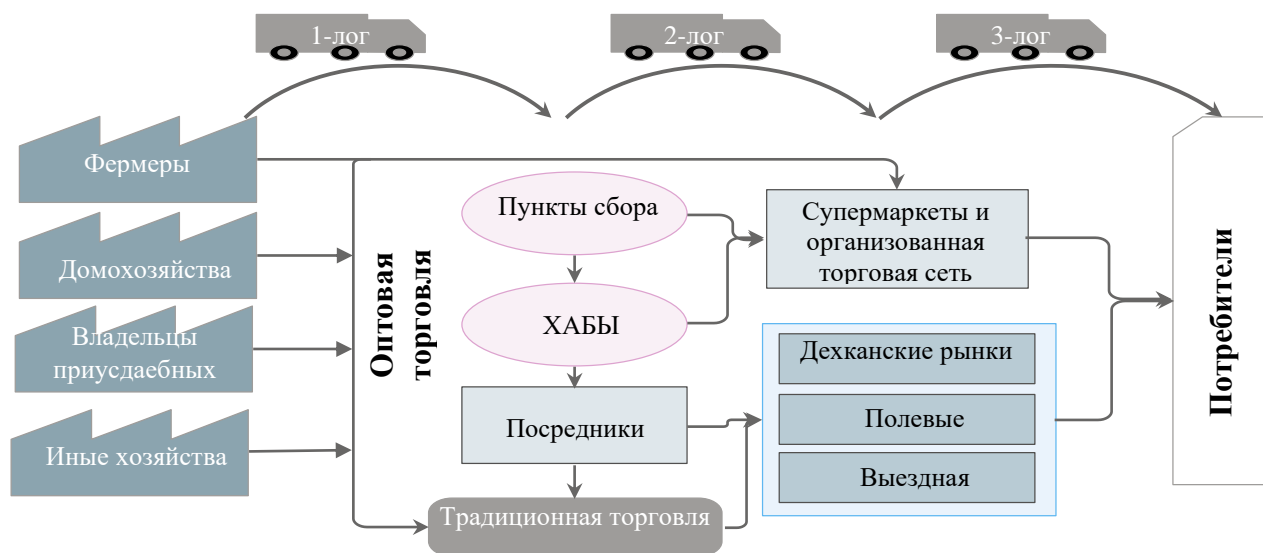 1-лог
2-лог
3-лог
Фермеры
Домохозяйства
Владельцы
приусдаебных
Иные хозяйства
Оптовая
торговля
Пункты сбора
ХАБЫ
Посредники
Традиционная торговля
Супермаркеты и
организованная
торговая сеть
Дехканские рынки
Полевые
Выездная
Потребители